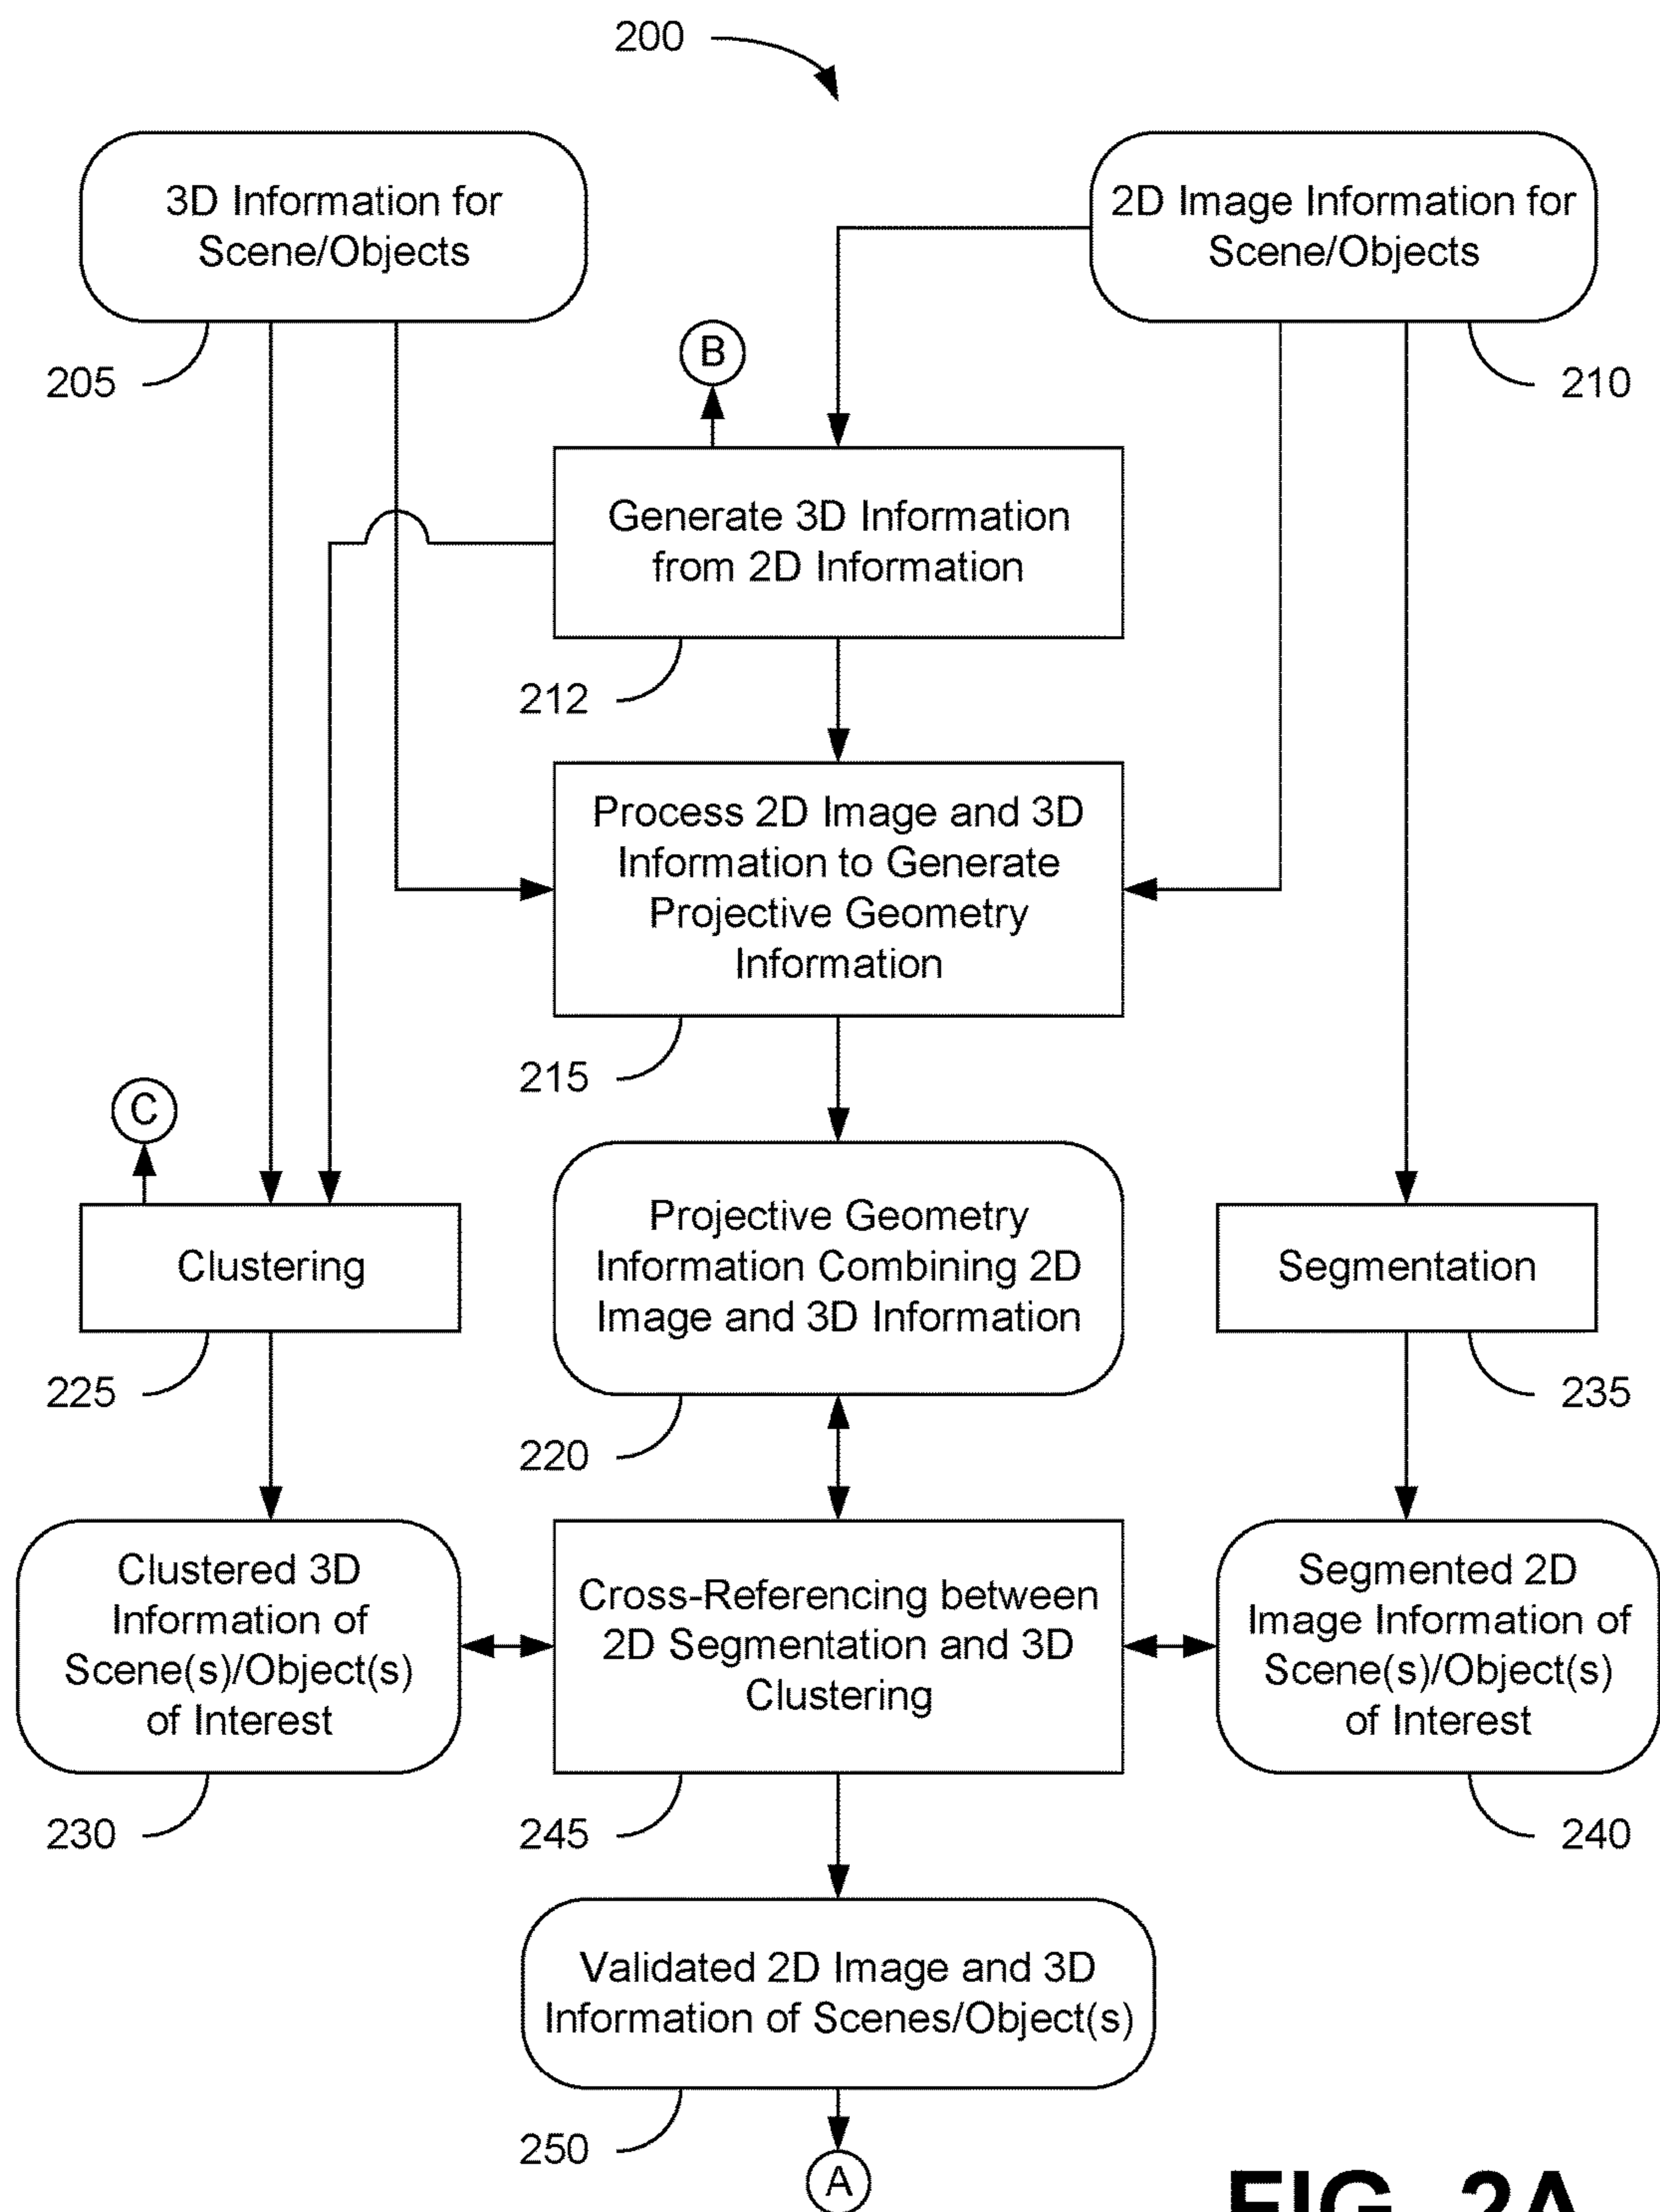 200
3D Information for
Scene/Objects
2D Image Information for
Scene/Objects
205
B
210
Generate 3D Information
from 2D Information
212
Process 2D Image and 3D
Information to Generate
Projective Geometry
Information
215
C
Clustering
Projective Geometry
Information Combining 2D
Image and 3D Information
Segmentation
225
220
235
Clustered 3D
Information of
Scene(s)/Object(s)
of Interest
Cross-Referencing between
2D Segmentation and 3D
Clustering
Segmented 2D
Image Information of
Scene(s)/Object(s)
of Interest
230
245
240
Validated 2D Image and 3D
Information of Scenes/Object(s)
250
A
FIG. 2A